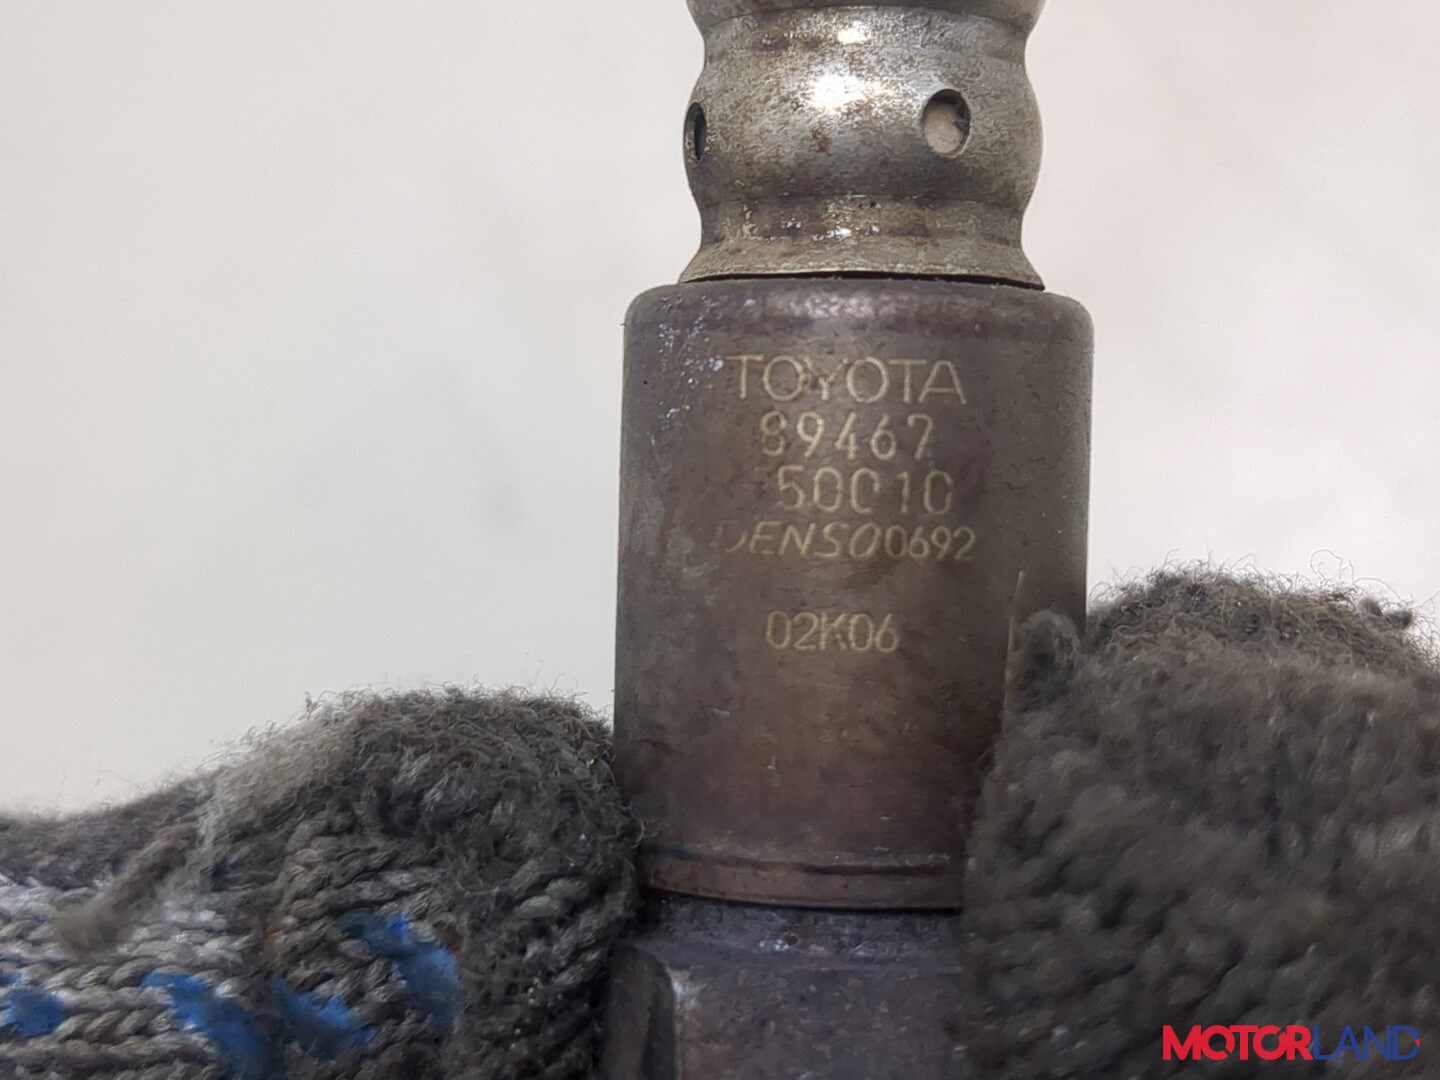 TOYOTA
89467
50010
DENSO0692
02K06
MOTORLAND